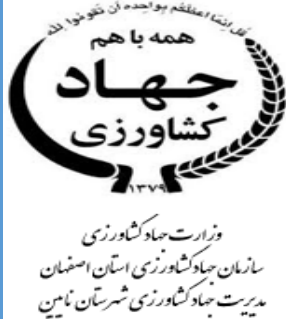 قل انما اعظکم بواحده أن تقوموا لله
همه با هم
جهاد
کشاورزی
۱۳۷۹
وزارت جهاد کشاورزی
سازمان جهاد کشاورزی استان اصفهان
مدیریت جهاد کشاورزی شهرستان نایین